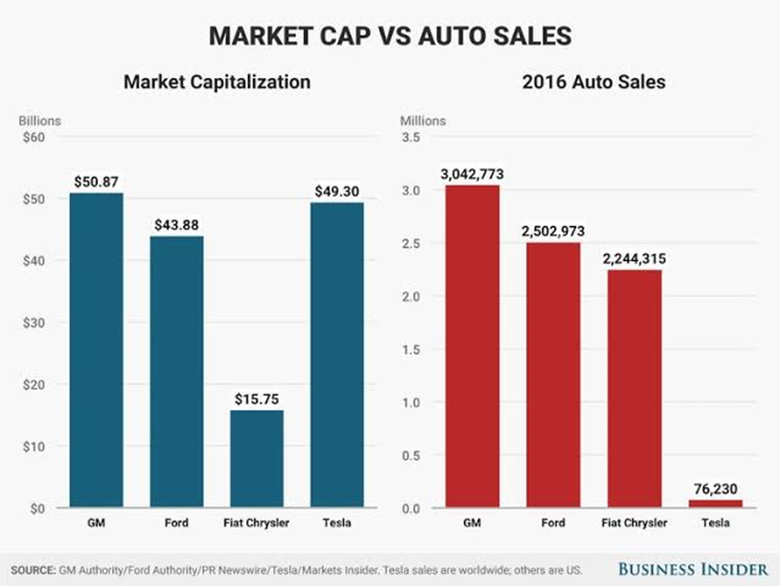 MARKET CAP VS AUTO SALES
Market Capitalization
Billions
$60
$50
$40
$30
$20
$10
$0
$50.87
$43.88
$15.75
$49.30
GM
Ford
Fiat Chrysler
Tesla
2016 Auto Sales
Millions
3.5
3.0
2.5
2.0
1.5
1.0
0.5
0.0
3,042,773
2,502,973
2,244,315
76,230
GM
Ford
Fiat Chrysler
Tesla
SOURCE: GM Authority/Ford Authority/PR Newswire/Tesla/Markets Insider. Tesla sales are worldwide; others are US.
BUSINESS INSIDER